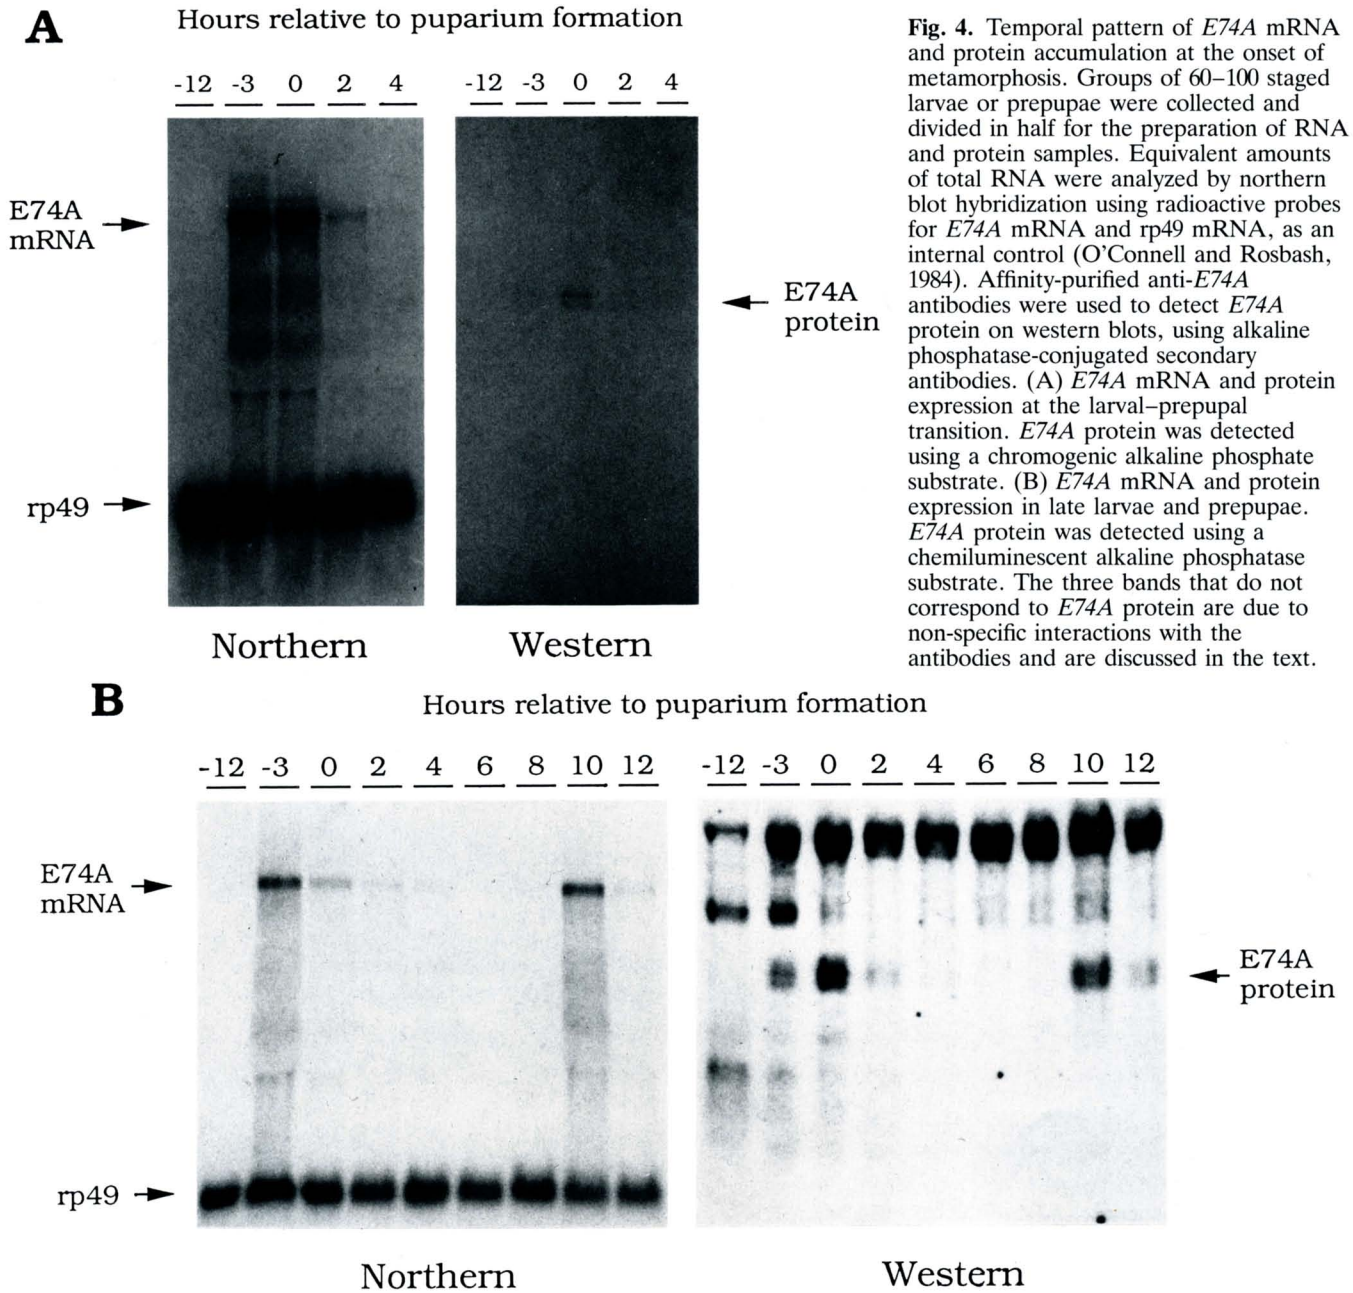 A
Hours relative to puparium formation
-12 -3 0 2 4
-12 -3 0 2 4
E74A
mRNA
E74A
protein
rp49
Northern
Western
Fig. 4. Temporal pattern of E74A mRNA
and protein accumulation at the onset of
metamorphosis. Groups of 60–100 staged
larvae or prepupae were collected and
divided in half for the preparation of RNA
and protein samples. Equivalent amounts
of total RNA were analyzed by northern
blot hybridization using radioactive probes
for E74A mRNA and rp49 mRNA, as an
internal control (O'Connell and Rosbash,
1984). Affinity-purified anti-E74A
antibodies were used to detect E74A
protein on western blots, using alkaline
phosphatase-conjugated secondary
antibodies. (A) E74A mRNA and protein
expression at the larval–prepupal
transition. E74A protein was detected
using a chromogenic alkaline phosphate
substrate. (B) E74A mRNA and protein
expression in late larvae and prepupae.
E74A protein was detected using a
chemiluminescent alkaline phosphatase
substrate. The three bands that do not
correspond to E74A protein are due to
non-specific interactions with the
antibodies and are discussed in the text.
B
Hours relative to puparium formation
-12 -3 0 2 4 6 8 10 12
-12 -3 0 2 4 6 8 10 12
E74A
mRNA
E74A
protein
rp49
Northern
Western